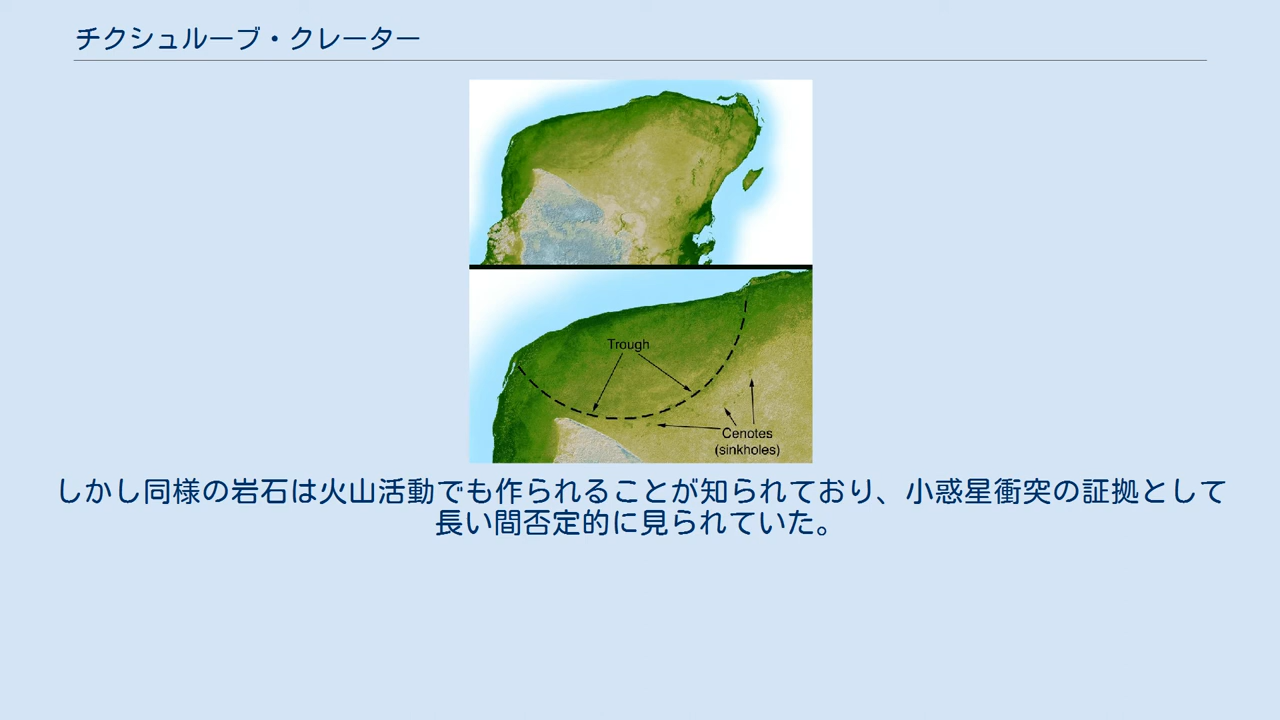 チクシュルーブ・クレーター
Trough
Cenotes
(sinkholes)
しかし同様の岩石は火山活動でも作られることが知られており、小惑星衝突の証拠として
長い間否定的に見られていた。